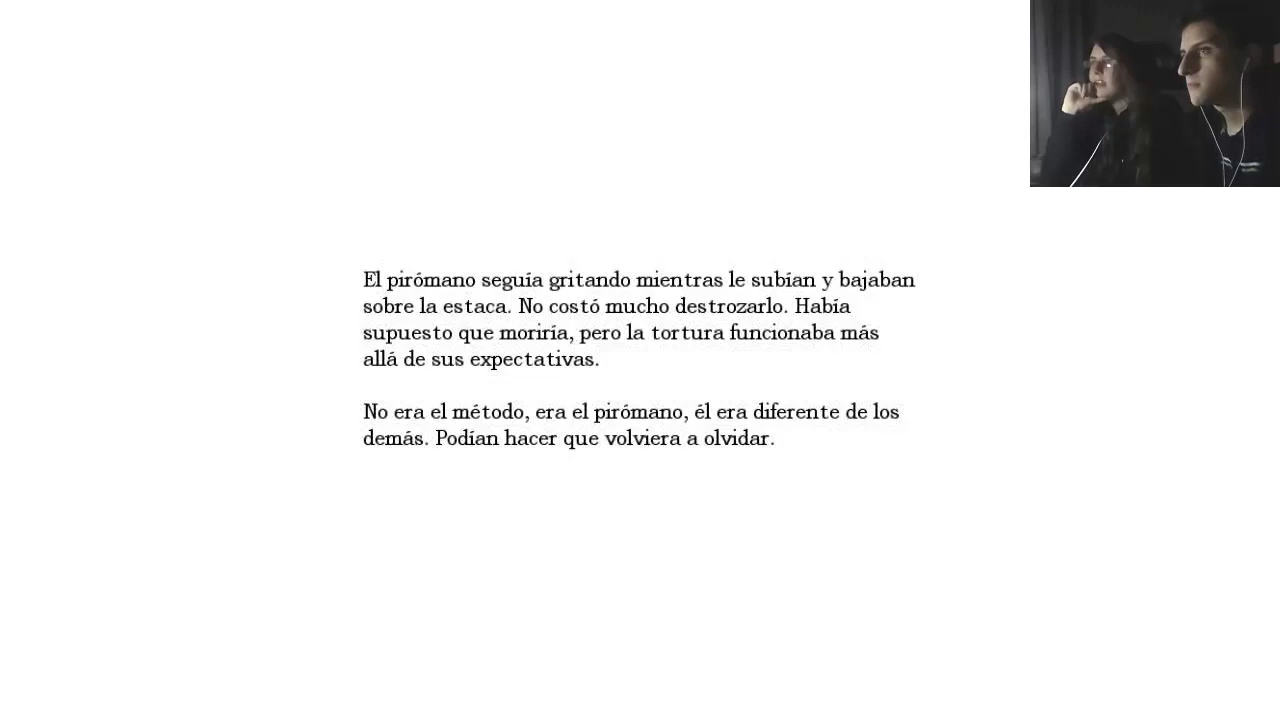 El pirómano seguía gritando mientras le subían y bajaban
sobre la estaca. No costó mucho destrozarlo. Había
supuesto que moriría, pero la tortura funcionaba más
allá de sus expectativas.
No era el método, era el pirómano, él era diferente de los
demás. Podían hacer que volviera a olvidar.